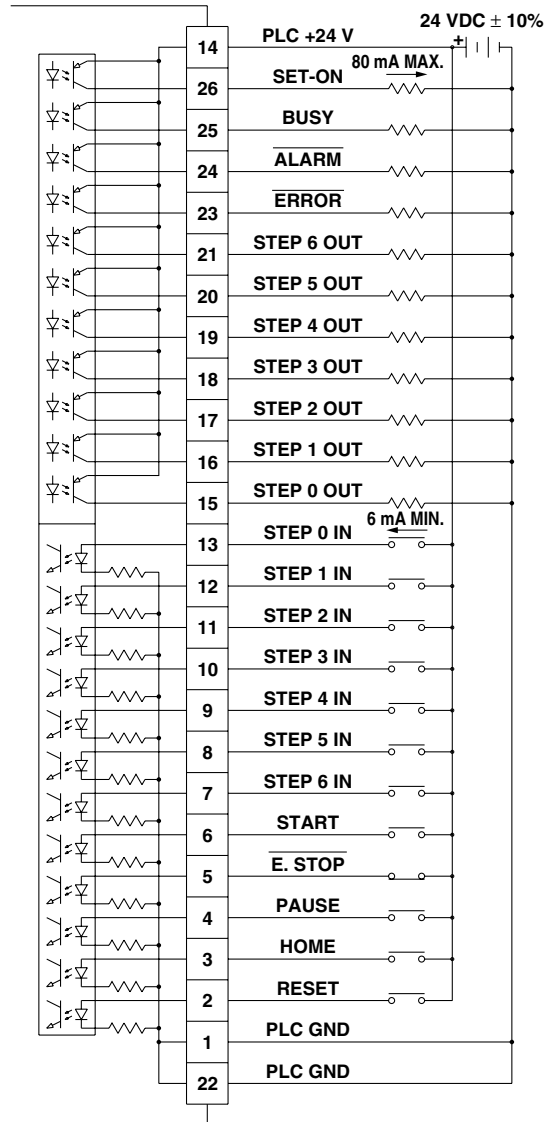 24 VDC ± 10%
14 PLC +24 V +
80 mA MAX.
26 SET-ON
25 BUSY
24 ALARM
23 ERROR
21 STEP 6 OUT
20 STEP 5 OUT
19 STEP 4 OUT
18 STEP 3 OUT
17 STEP 2 OUT
16 STEP 1 OUT
15 STEP 0 OUT
6 mA MIN.
13 STEP 0 IN
12 STEP 1 IN
11 STEP 2 IN
10 STEP 3 IN
9 STEP 4 IN
8 STEP 5 IN
7 STEP 6 IN
6 START
5 E. STOP
4 PAUSE
3 HOME
2 RESET
1 PLC GND
22 PLC GND